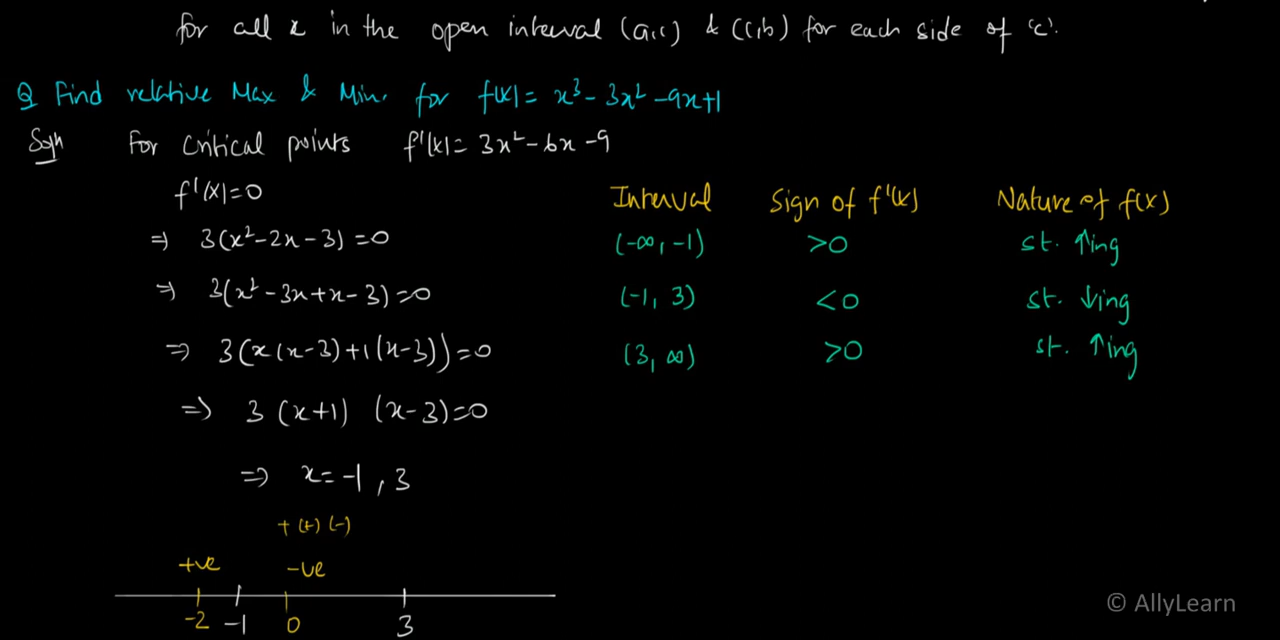 for all x in the open interval (a,c) & (c,b) for each side of 'c'.
Q Find relative Max & Min. for f(x) = x³ - 3x² - 9x + 1
Solⁿ For critical points f'(x) = 3x² - 6x - 9
f'(x) = 0
⇒ 3(x² - 2x - 3) = 0
⇒ 3(x² - 3x + x - 3) = 0
⇒ 3(x(x-3) + 1(x-3)) = 0
⇒ 3 (x+1) (x-3) = 0
⇒ x = -1, 3
Interval Sign of f'(x) Nature of f(x)
(-∞, -1) >0 st. ↑ing
(-1, 3) <0 st. ↓ing
(3, ∞) >0 st. ↑ing
+ (+) (-)
+ve -ve
-2 -1 0 3
© AllyLearn